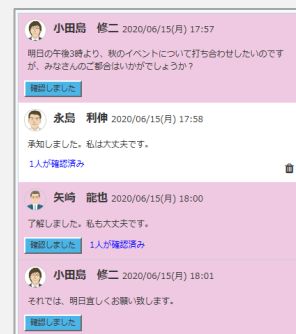 小田島 修二 2020/06/15(月) 17:57
明日の午後3時より、秋のイベントについて打ち合わせしたいのです
が、みなさんのご都合はいかがでしょうか？
確認しました
永島 利伸 2020/06/15(月) 17:58
承知しました。私は大丈夫です。
1人が確認済み
矢崎 龍也 2020/06/15(月) 18:00
了解しました。私も大丈夫です。
確認しました 1人が確認済み
小田島 修二 2020/06/15(月) 18:01
それでは、明日宜しくお願い致します。
確認しました